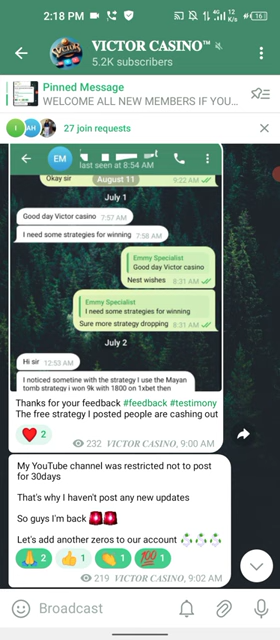 2:18 PM
4G 12 K/s 16
VICTOR CASINO™
5.2K subscribers
Pinned Message
WELCOME ALL NEW MEMBERS IF YOU...
I AH 27 join requests
EM
last seen at 8:54 AM
Okay sir 9:22 AM
August 11
July 1
Good day Victor casino 7:57 AM
I need some strategies for winning 7:58 AM
Emmy Specialist
Good day Victor casino
Nest wishes 8:31 AM
Emmy Specialist
I need some strategies for winning
Sure more strategy dropping 8:31 AM
July 2
Hi sir 12:53 AM
I noticed sometine with the strategy I use the Mayan
tomb strategy i won 9k with 1800 on 1xbet then
Thanks for your feedback #feedback #testimony
The free strategy I posted people are cashing out
2
232 VICTOR CASINO, 9:00 AM
My YouTube channel was restricted not to post
for 30days
That's why I haven't post any new updates
So guys I'm back
Let's add another zeros to our account
2 1 1 100 1
219 VICTOR CASINO, 9:02 AM
Broadcast